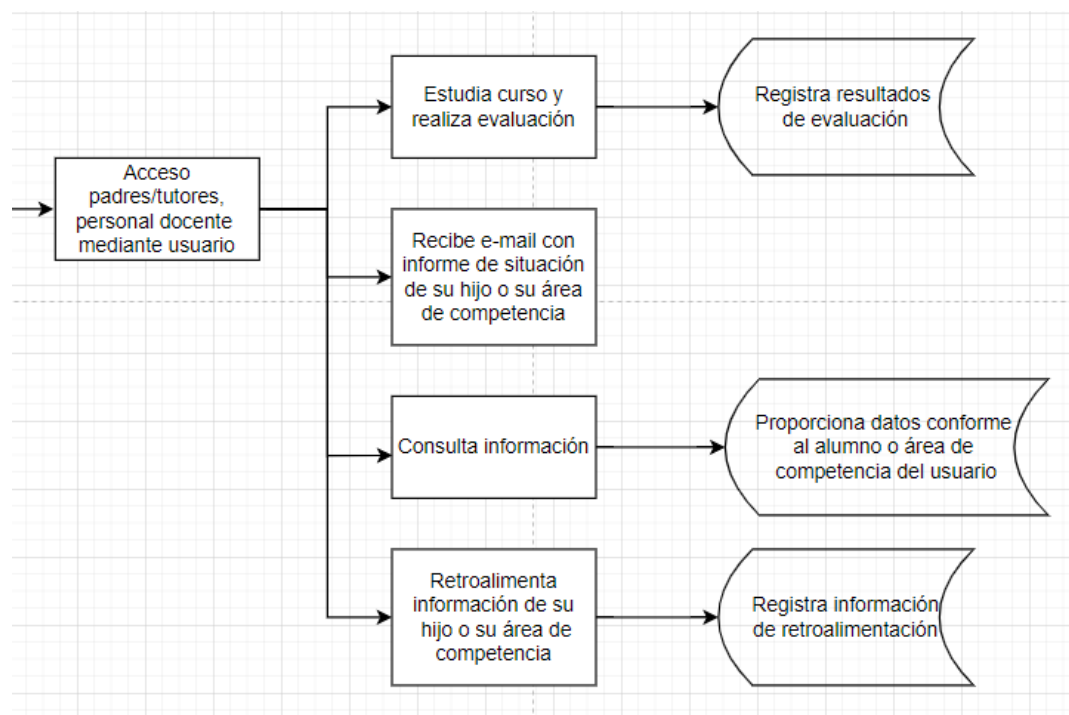 Acceso
padres/tutores,
personal docente
mediante usuario
Estudia curso y
realiza evaluación
Registra resultados
de evaluación
Recibe e-mail con
informe de situación
de su hijo o su área
de competencia
Consulta información
Proporciona datos conforme
al alumno o área de
competencia del usuario
Retroalimenta
información de su
hijo o su área de
competencia
Registra información
de retroalimentación